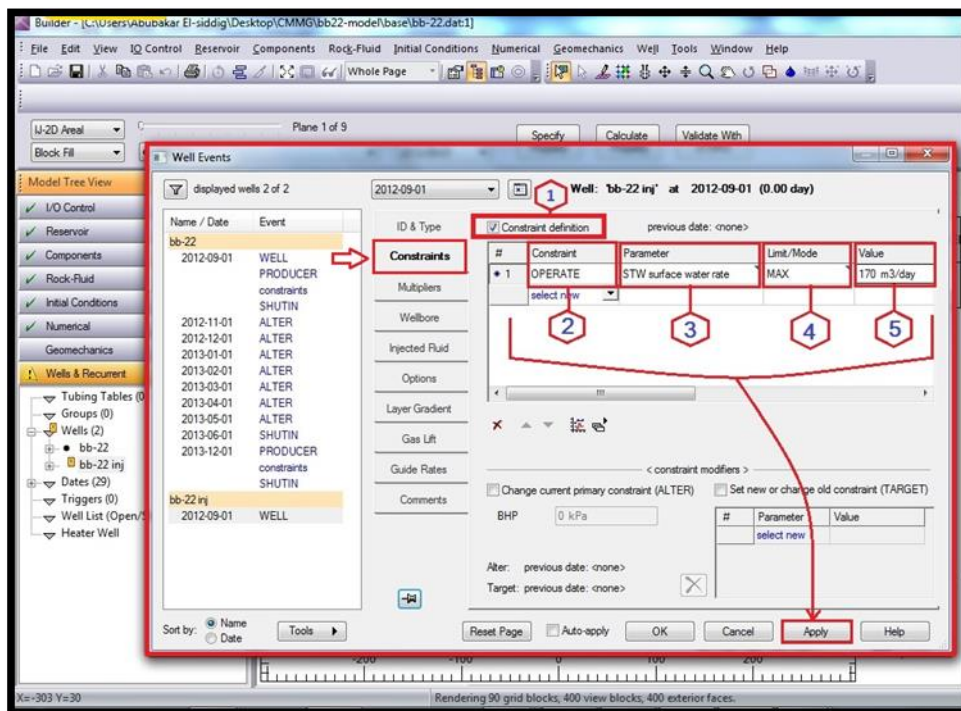 Builder - [C:\Users\Abubakar El-siddig\Desktop\CMMG\bb22-model\base\bb-22.dat:1]
File Edit View IO Control Reservoir Components Rock-Fluid Initial Conditions Numerical Geomechanics Well Tools Window Help
Whole Page
IJ-2D Areal
Plane 1 of 9
Specify
Calculate
Validate With
Block Fill
Model Tree View
I/O Control
Reservoir
Components
Rock-Fluid
Initial Conditions
Numerical
Geomechanics
Wells & Recurrent
Tubing Tables (0
Groups (0)
Wells (2)
bb-22
bb-22 inj
Dates (29)
Triggers (0)
Well List (Open/S
Heater Well
Well Events
displayed wells 2 of 2
2012-09-01
Well: 'bb-22 inj' at 2012-09-01 (0.00 day)
Name / Date Event
bb-22
2012-09-01 WELL
PRODUCER
constraints
SHUTIN
2012-11-01 ALTER
2012-12-01 ALTER
2013-01-01 ALTER
2013-02-01 ALTER
2013-03-01 ALTER
2013-04-01 ALTER
2013-05-01 ALTER
2013-06-01 SHUTIN
2013-12-01 PRODUCER
constraints
SHUTIN
bb-22 inj
2012-09-01 WELL
ID & Type
Constraints
Multipliers
Wellbore
Injected Fluid
Options
Layer Gradient
Gas Lift
Guide Rates
Comments
1
Constraint definition
previous date: <none>
# Constraint Parameter Limit/Mode Value
1 OPERATE STW surface water rate MAX 170 m3/day
select new
2 3 4 5
< constraint modifiers >
Change current primary constraint (ALTER)
Set new or change old constraint (TARGET)
BHP 0 kPa
# Parameter Value
select new
Alter: previous date: <none>
Target: previous date: <none>
Sort by: Name
Date
Tools
Reset Page
Auto-apply
OK
Cancel
Apply
Help
-200 -100 0 100 200 300
X=-303 Y=30
Rendering 90 grid blocks, 400 view blocks, 400 exterior faces.